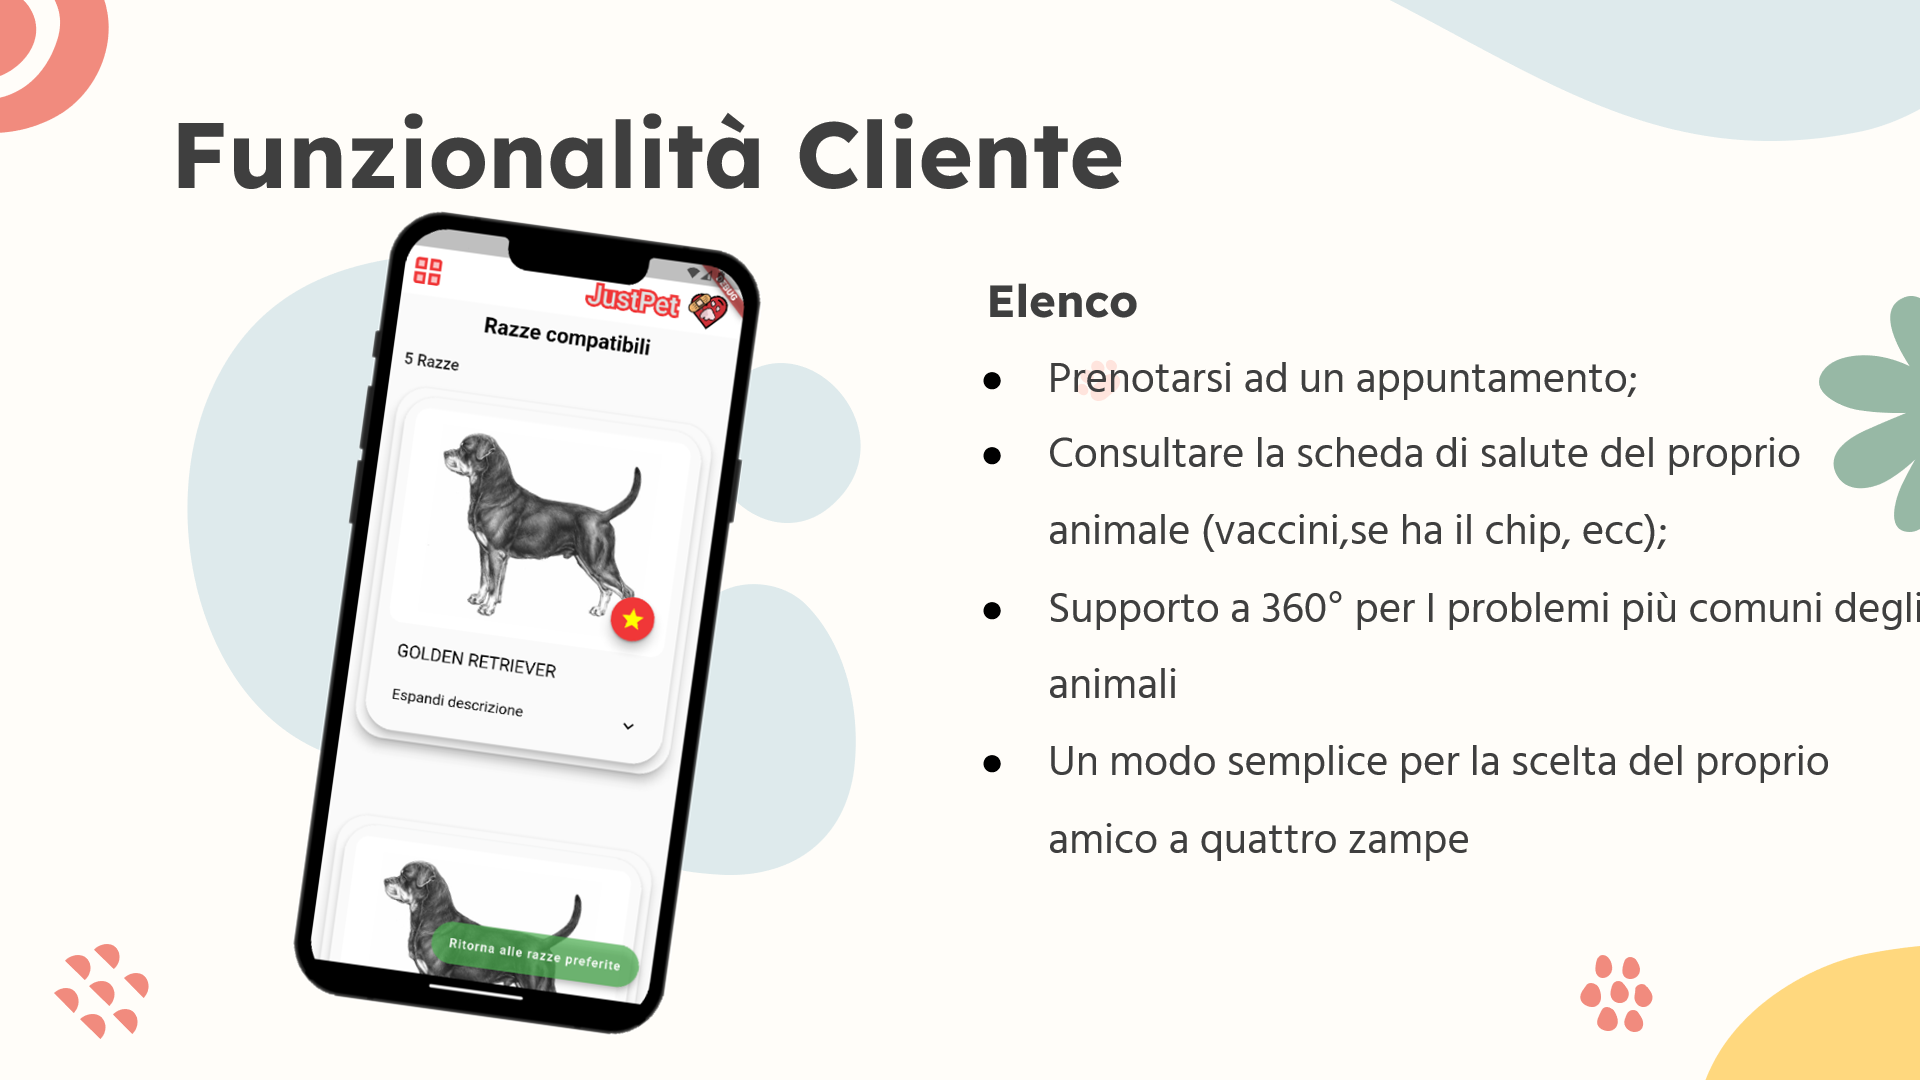 Funzionalità Cliente
JustPet
Razze compatibili
5 Razze
GOLDEN RETRIEVER
Espandi descrizione
Ritorna alle razze preferite
Elenco
Prenotarsi ad un appuntamento;
Consultare la scheda di salute del proprio
animale (vaccini,se ha il chip, ecc);
Supporto a 360° per I problemi più comuni degli
animali
Un modo semplice per la scelta del proprio
amico a quattro zampe